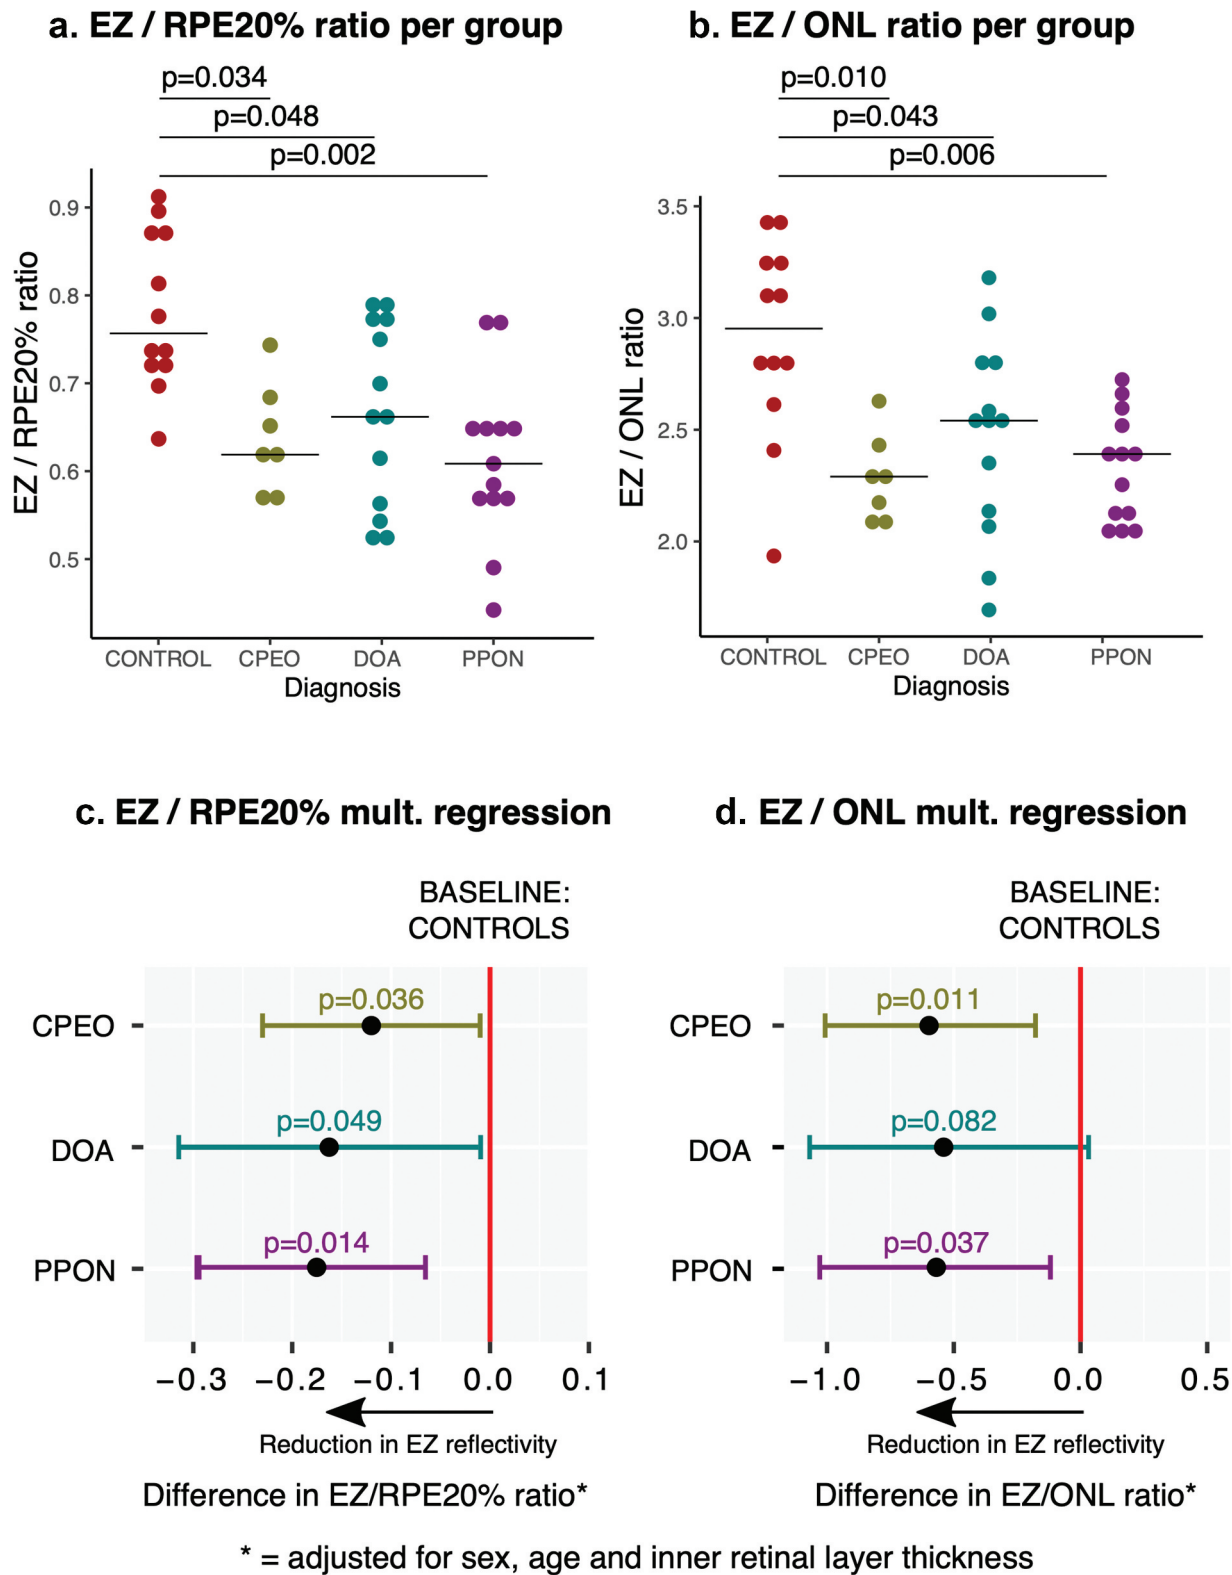 a. EZ / RPE20% ratio per group
p=0.034
p=0.048
p=0.002
0.9
0.8
0.7
0.6
0.5
EZ / RPE20% ratio
CONTROL CPEO DOA PPON
Diagnosis
b. EZ / ONL ratio per group
p=0.010
p=0.043
p=0.006
3.5
3.0
2.5
2.0
EZ / ONL ratio
CONTROL CPEO DOA PPON
Diagnosis
c. EZ / RPE20% mult. regression
BASELINE:
CONTROLS
CPEO
p=0.036
DOA
p=0.049
PPON
p=0.014
−0.3 −0.2 −0.1 0.0 0.1
Reduction in EZ reflectivity
Difference in EZ/RPE20% ratio*
d. EZ / ONL mult. regression
BASELINE:
CONTROLS
CPEO
p=0.011
DOA
p=0.082
PPON
p=0.037
−1.0 −0.5 0.0 0.5
Reduction in EZ reflectivity
Difference in EZ/ONL ratio*
* = adjusted for sex, age and inner retinal layer thickness